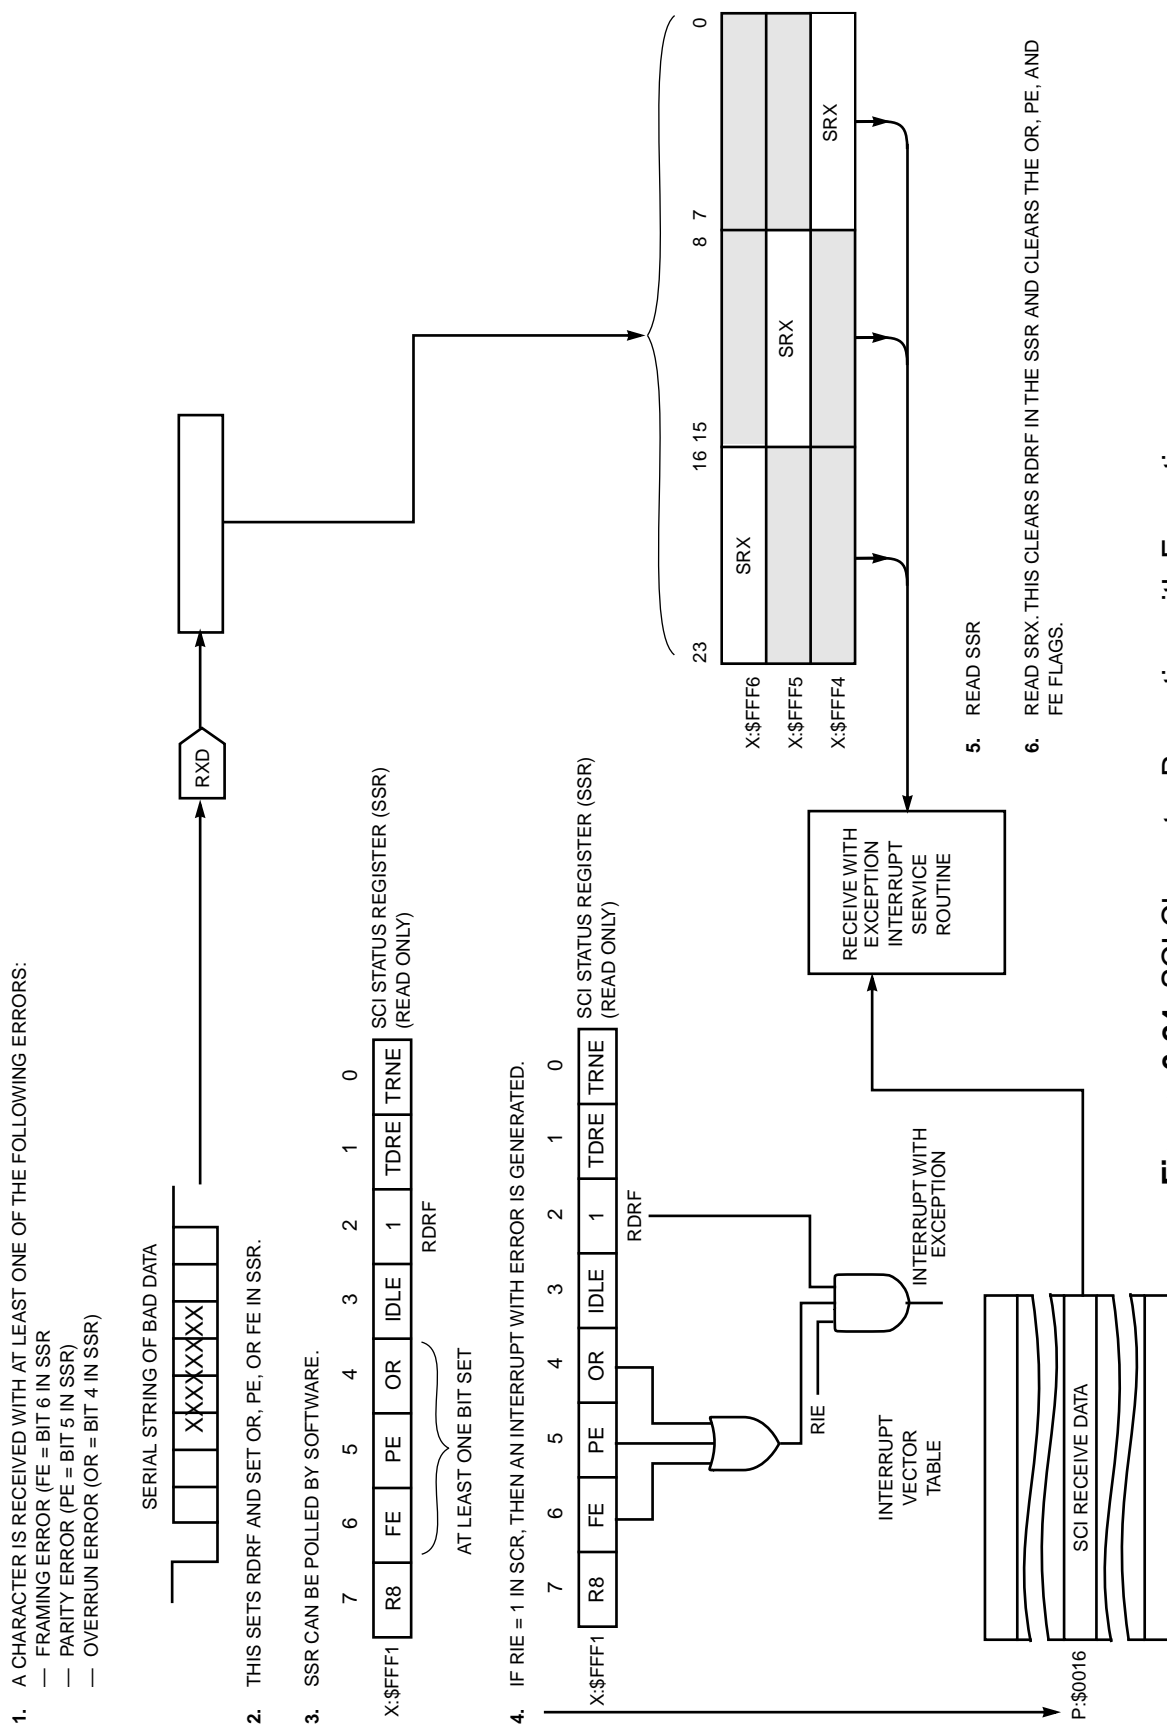 1. A CHARACTER IS RECEIVED WITH AT LEAST ONE OF THE FOLLOWING ERRORS:
— FRAMING ERROR (FE = BIT 6 IN SSR
— PARITY ERROR (PE = BIT 5 IN SSR)
— OVERRUN ERROR (OR = BIT 4 IN SSR)
SERIAL STRING OF BAD DATA
XXXXXXXX
RXD
2. THIS SETS RDRF AND SET OR, PE, OR FE IN SSR.
3. SSR CAN BE POLLED BY SOFTWARE.
7 6 5 4 3 2 1 0
X:$FFF1 R8 FE PE OR IDLE 1 TDRE TRNE
SCI STATUS REGISTER (SSR)
(READ ONLY)
RDRF
AT LEAST ONE BIT SET
4. IF RIE = 1 IN SCR, THEN AN INTERRUPT WITH ERROR IS GENERATED.
7 6 5 4 3 2 1 0
X:$FFF1 R8 FE PE OR IDLE 1 TDRE TRNE
SCI STATUS REGISTER (SSR)
(READ ONLY)
RDRF
RIE
INTERRUPT WITH
EXCEPTION
INTERRUPT
VECTOR
TABLE
P:$0016
SCI RECEIVE DATA
RECEIVE WITH
EXCEPTION
INTERRUPT
SERVICE
ROUTINE
23 16 15 8 7 0
X:$FFF6 SRX
X:$FFF5 SRX
X:$FFF4 SRX
5. READ SSR
6. READ SRX. THIS CLEARS RDRF IN THE SSR AND CLEARS THE OR, PE, AND
FE FLAGS.